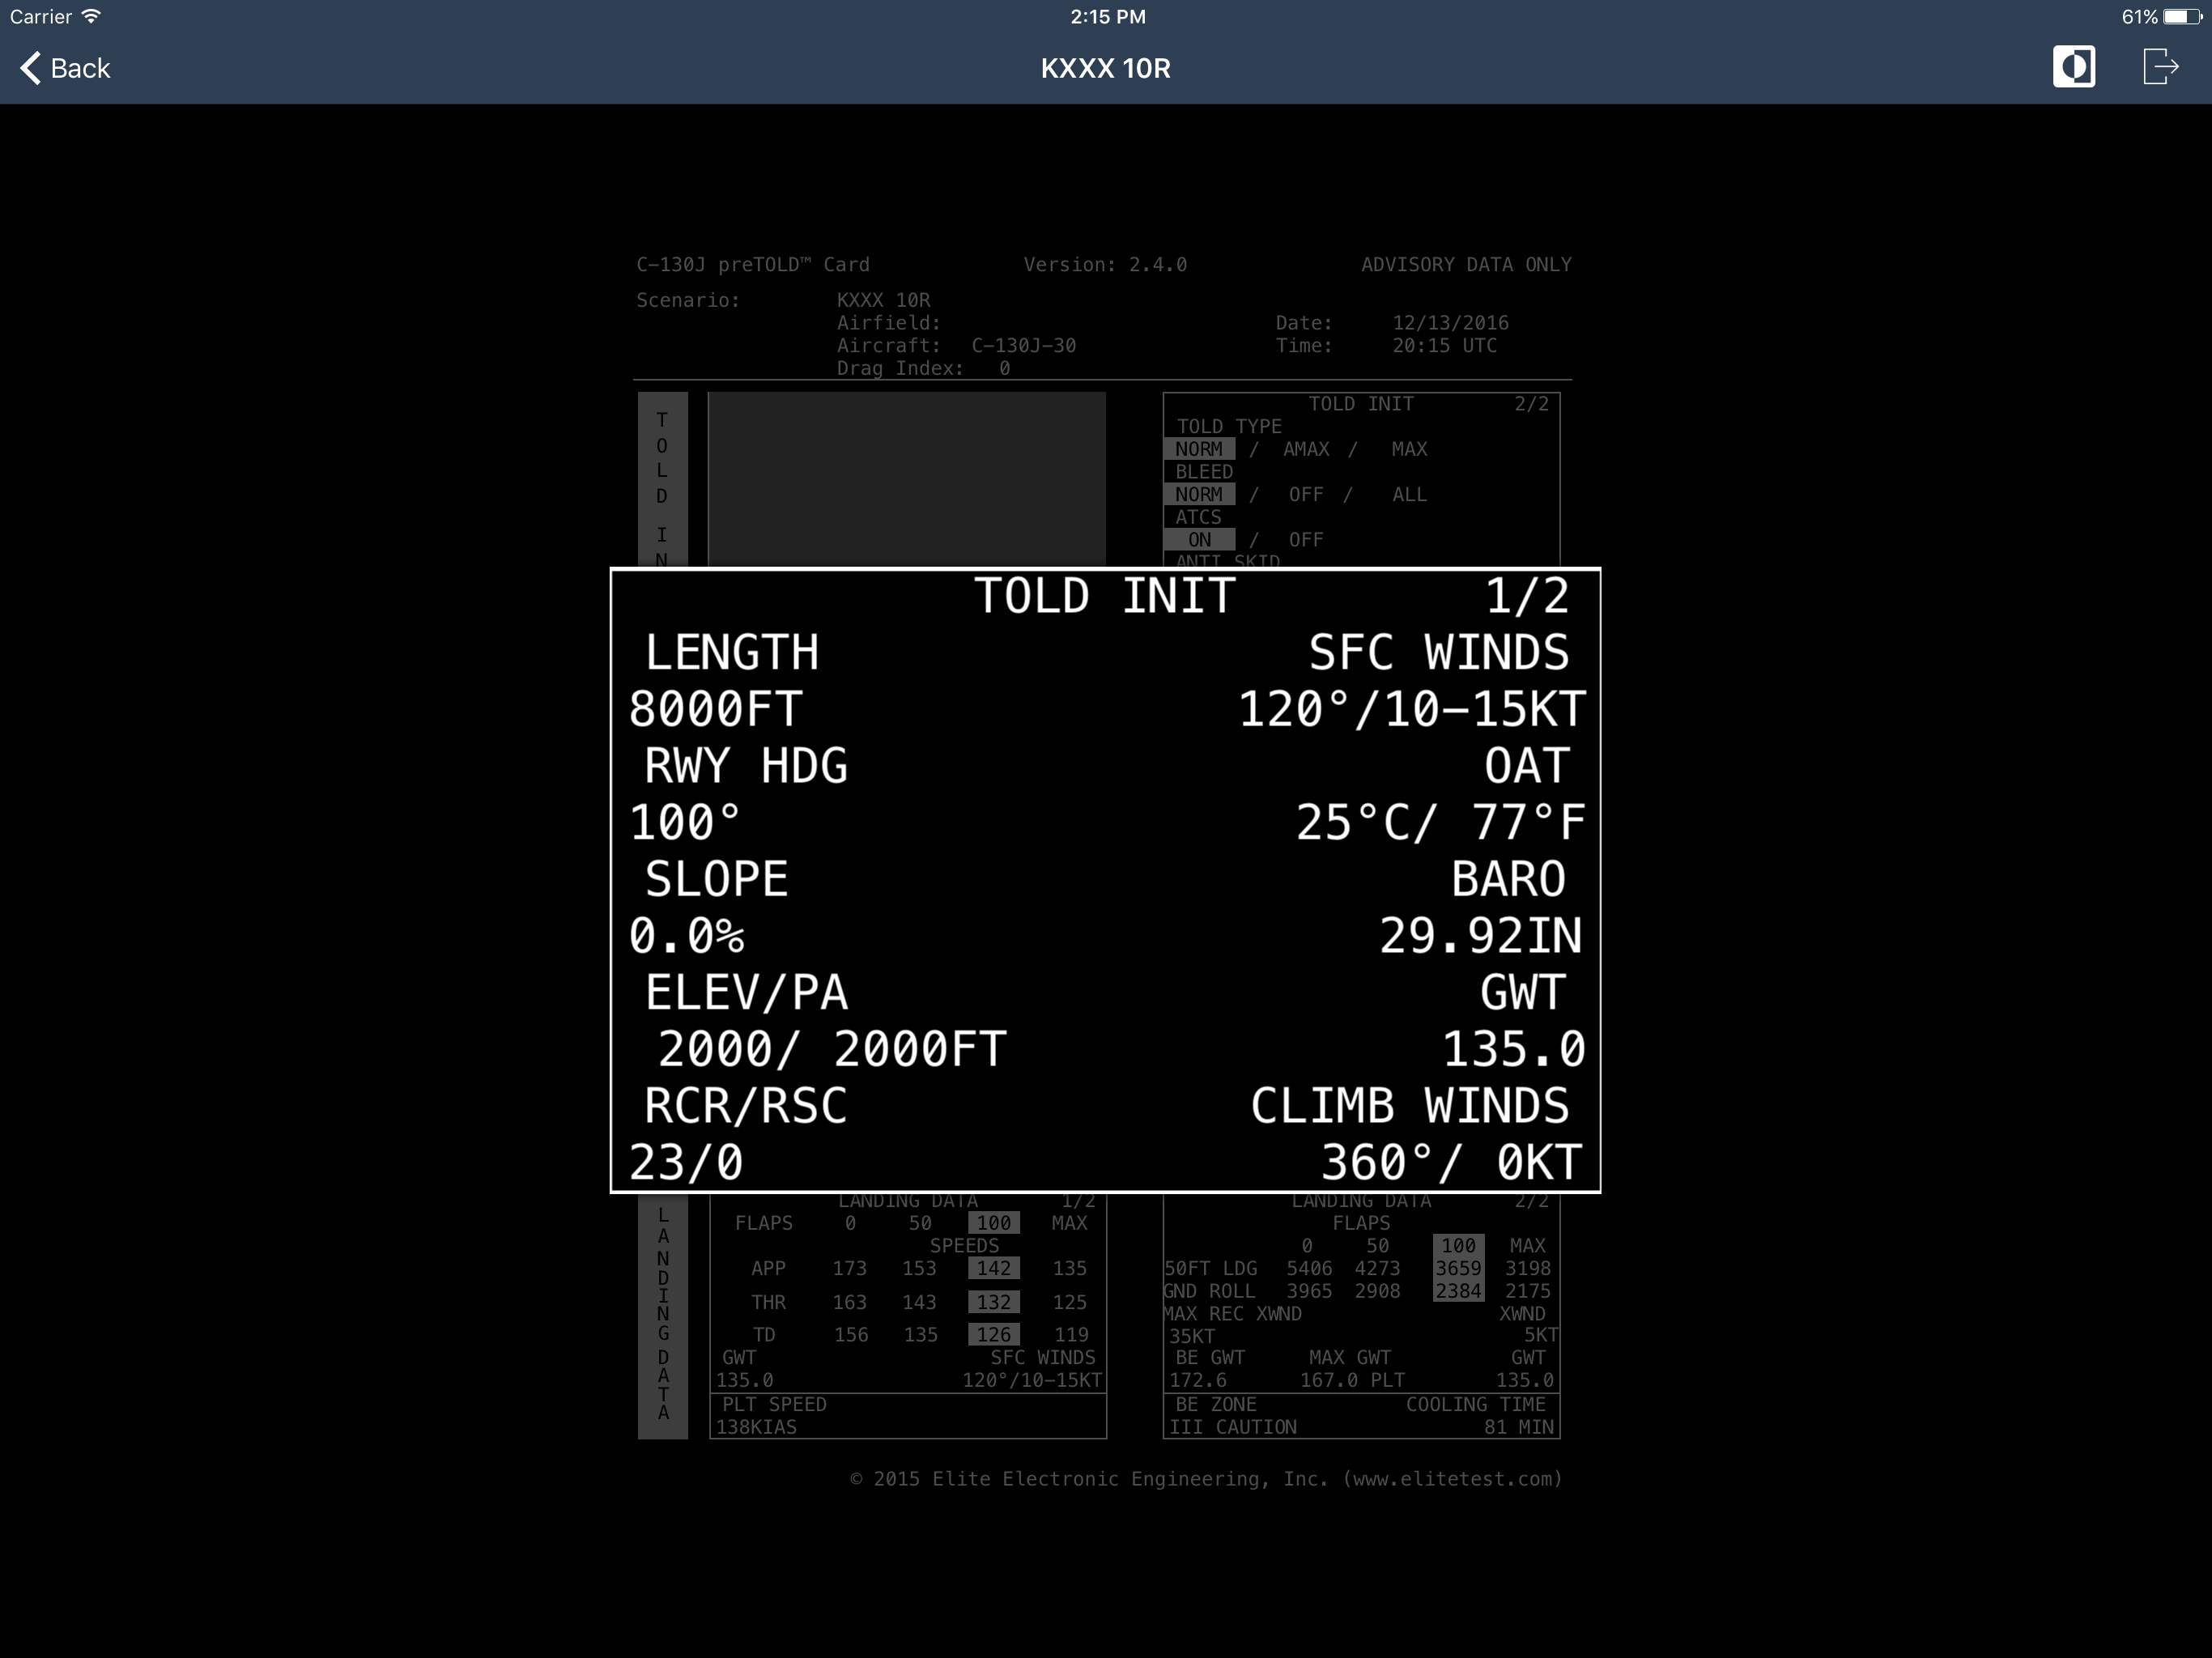 Carrier 2:15 PM 61%
Back KXXX 10R
C-130J preTOLD™ Card Version: 2.4.0 ADVISORY DATA ONLY
Scenario: KXXX 10R
Airfield: Date: 12/13/2016
Aircraft: C-130J-30 Time: 20:15 UTC
Drag Index: 0
TOLD IN
TOLD INIT 2/2
TOLD TYPE
NORM / AMAX / MAX
BLEED
NORM / OFF / ALL
ATCS
ON / OFF
ANTI SKID
TOLD INIT 1/2
LENGTH SFC WINDS
8000FT 120°/10-15KT
RWY HDG OAT
100° 25°C/ 77°F
SLOPE BARO
0.0% 29.92IN
ELEV/PA GWT
2000/ 2000FT 135.0
RCR/RSC CLIMB WINDS
23/0 360°/ 0KT
LANDING DATA
LANDING DATA 1/2
FLAPS 0 50 100 MAX
SPEEDS
APP 173 153 142 135
THR 163 143 132 125
TD 156 135 126 119
GWT SFC WINDS
135.0 120°/10-15KT
PLT SPEED
138KIAS
LANDING DATA 2/2
FLAPS
0 50 100 MAX
50FT LDG 5406 4273 3659 3198
GND ROLL 3965 2908 2384 2175
MAX REC XWND XWND
35KT 5KT
BE GWT MAX GWT GWT
172.6 167.0 PLT 135.0
BE ZONE COOLING TIME
III CAUTION 81 MIN
© 2015 Elite Electronic Engineering, Inc. (www.elitetest.com)